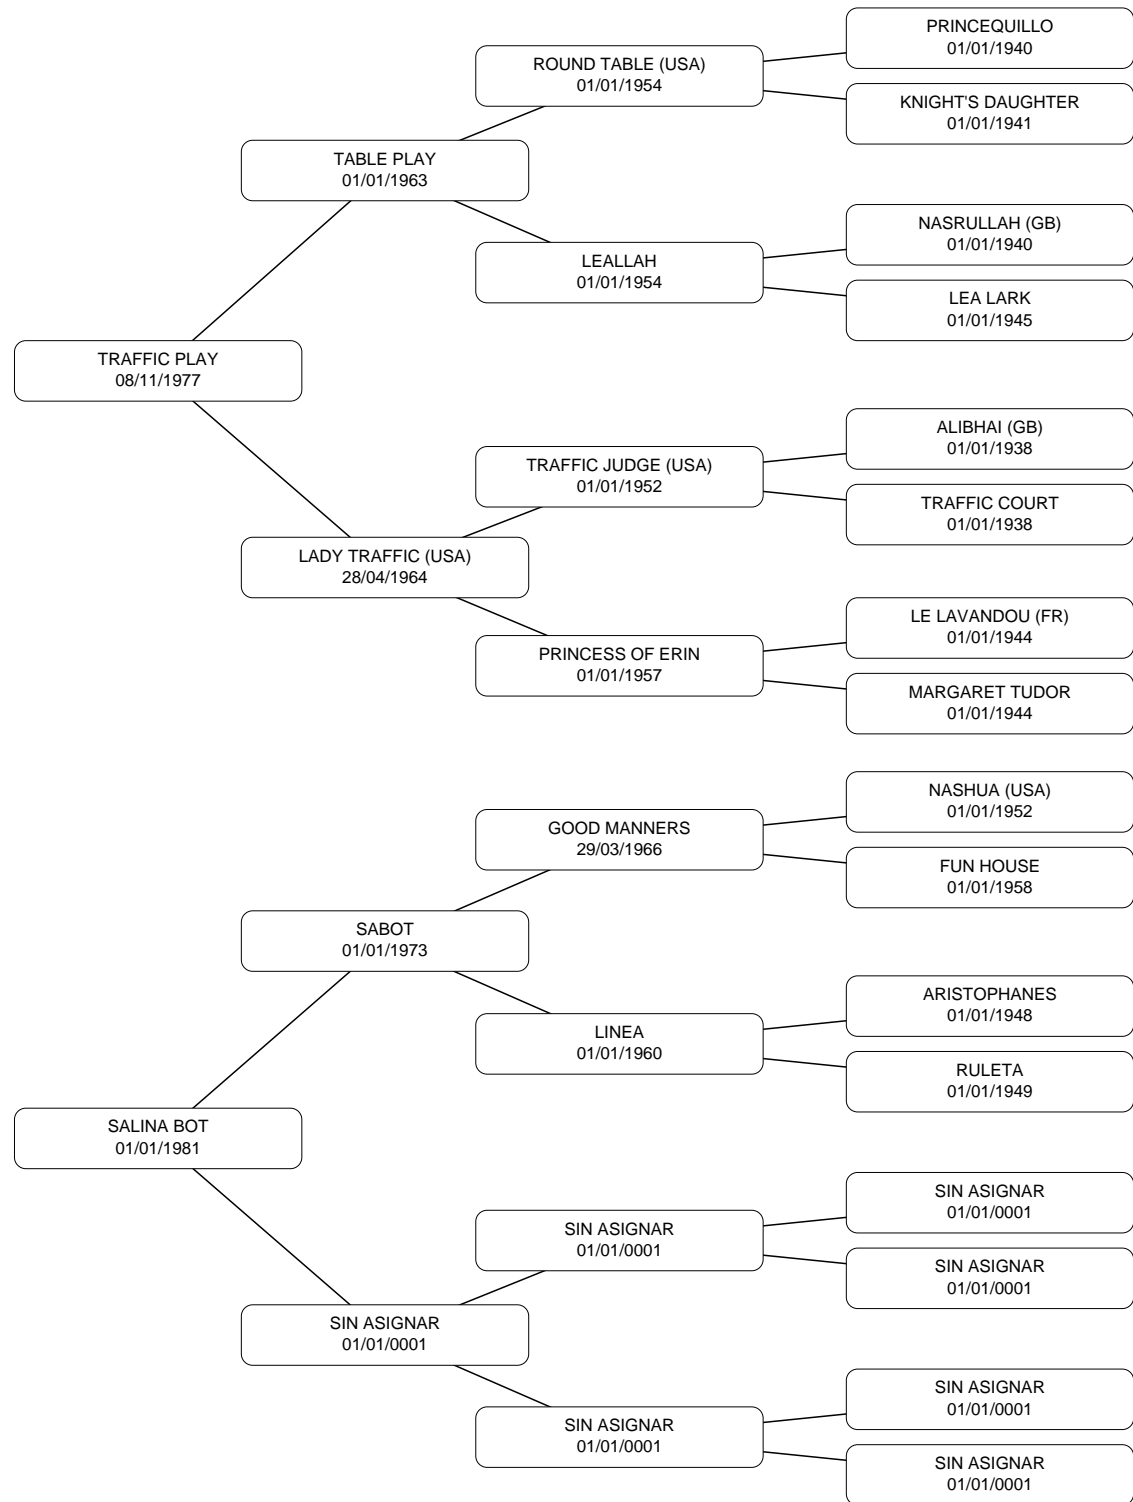 PRINCEQUILLO
01/01/1940
ROUND TABLE (USA)
01/01/1954
KNIGHT'S DAUGHTER
01/01/1941
TABLE PLAY
01/01/1963
NASRULLAH (GB)
01/01/1940
LEALLAH
01/01/1954
LEA LARK
01/01/1945
TRAFFIC PLAY
08/11/1977
ALIBHAI (GB)
01/01/1938
TRAFFIC JUDGE (USA)
01/01/1952
TRAFFIC COURT
01/01/1938
LADY TRAFFIC (USA)
28/04/1964
LE LAVANDOU (FR)
01/01/1944
PRINCESS OF ERIN
01/01/1957
MARGARET TUDOR
01/01/1944
NASHUA (USA)
01/01/1952
GOOD MANNERS
29/03/1966
FUN HOUSE
01/01/1958
SABOT
01/01/1973
ARISTOPHANES
01/01/1948
LINEA
01/01/1960
RULETA
01/01/1949
SALINA BOT
01/01/1981
SIN ASIGNAR
01/01/0001
SIN ASIGNAR
01/01/0001
SIN ASIGNAR
01/01/0001
SIN ASIGNAR
01/01/0001
SIN ASIGNAR
01/01/0001
SIN ASIGNAR
01/01/0001
SIN ASIGNAR
01/01/0001